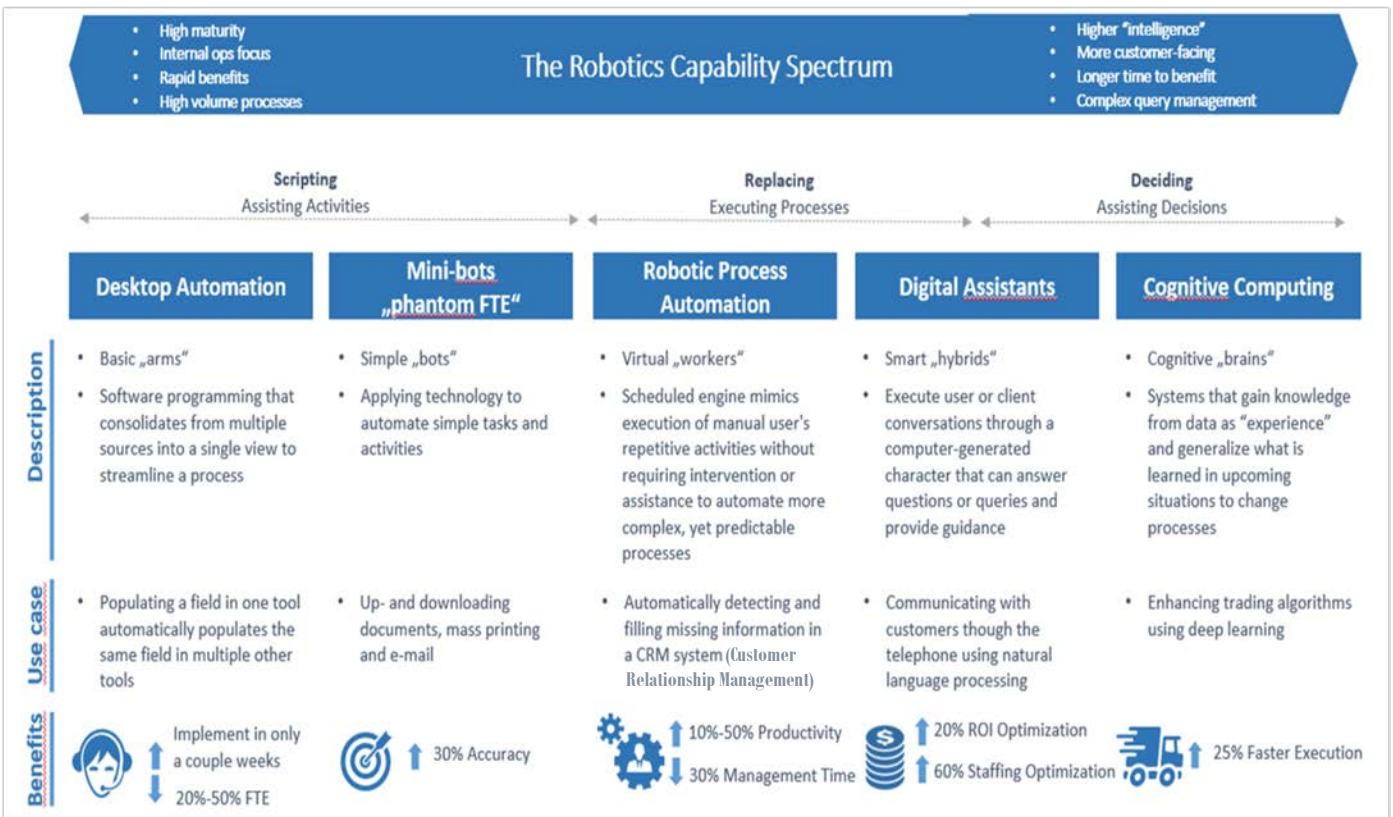 • High maturity
• Internal ops focus
• Rapid benefits
• High volume processes
The Robotics Capability Spectrum
• Higher “intelligence”
• More customer-facing
• Longer time to benefit
• Complex query management
Scripting
Assisting Activities
Replacing
Executing Processes
Deciding
Assisting Decisions
Desktop Automation
Mini-bots
„phantom FTE“
Robotic Process
Automation
Digital Assistants
Cognitive Computing
Description
• Basic „arms“
• Software programming that
consolidates from multiple
sources into a single view to
streamline a process
• Simple „bots“
• Applying technology to
automate simple tasks and
activities
• Virtual „workers“
• Scheduled engine mimics
execution of manual user's
repetitive activities without
requiring intervention or
assistance to automate more
complex, yet predictable
processes
• Smart „hybrids“
• Execute user or client
conversations through a
computer-generated
character that can answer
questions or queries and
provide guidance
• Cognitive „brains“
• Systems that gain knowledge
from data as “experience”
and generalize what is
learned in upcoming
situations to change
processes
Use case
• Populating a field in one tool
automatically populates the
same field in multiple other
tools
• Up- and downloading
documents, mass printing
and e-mail
• Automatically detecting and
filling missing information in
a CRM system (Customer
Relationship Management)
• Communicating with
customers though the
telephone using natural
language processing
• Enhancing trading algorithms
using deep learning
Benefits
Implement in only
a couple weeks
20%-50% FTE
30% Accuracy
10%-50% Productivity
30% Management Time
$
20% ROI Optimization
60% Staffing Optimization
25% Faster Execution